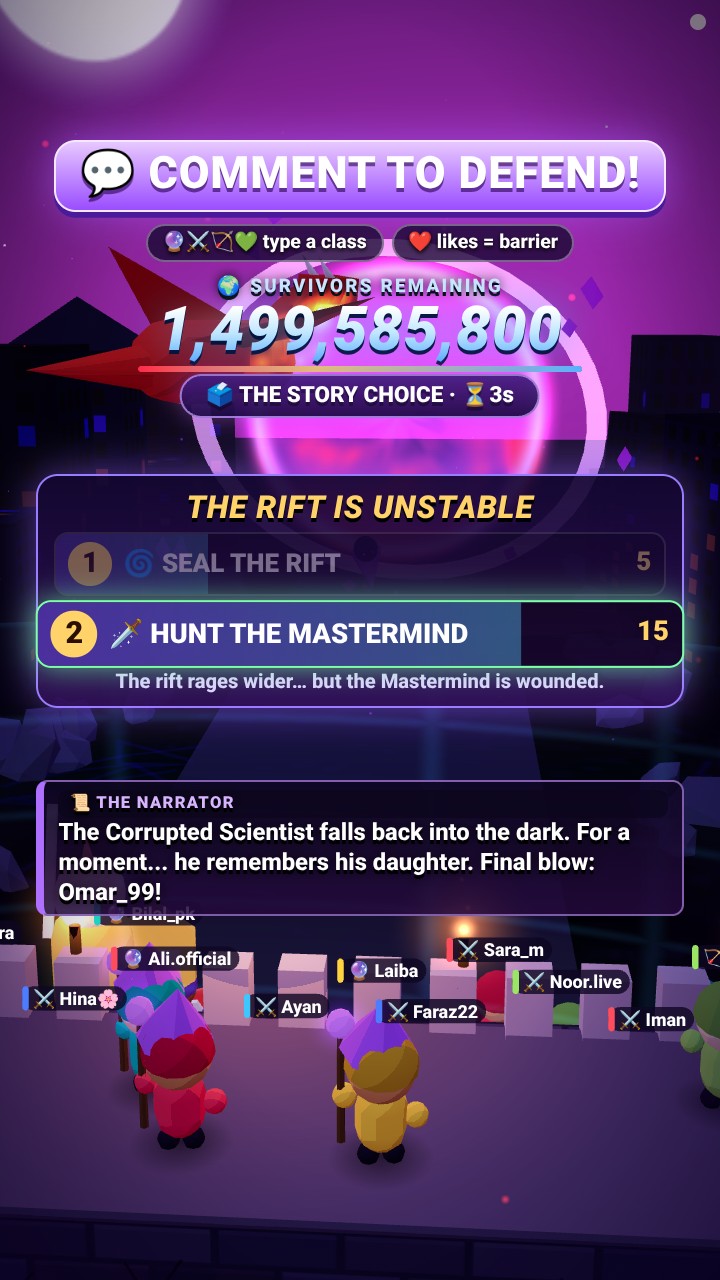 💬 COMMENT TO DEFEND!
🔮⚔️🏹💚 type a class
❤️ likes = barrier
🌍 SURVIVORS REMAINING
1,499,585,800
🗳️ THE STORY CHOICE · ⏳ 3s
THE RIFT IS UNSTABLE
1 🌀 SEAL THE RIFT 5
2 🗡️ HUNT THE MASTERMIND 15
The rift rages wider… but the Mastermind is wounded.
📜 THE NARRATOR
The Corrupted Scientist falls back into the dark. For a
moment... he remembers his daughter. Final blow:
Omar_99!
🔮 Bilal_pk
ra
⚔️ Sara_m
🔮 Ali.official
🔮 Laiba
⚔️ Noor.live
⚔️ Hina🌸
⚔️ Ayan
⚔️ Faraz22
⚔️ Iman